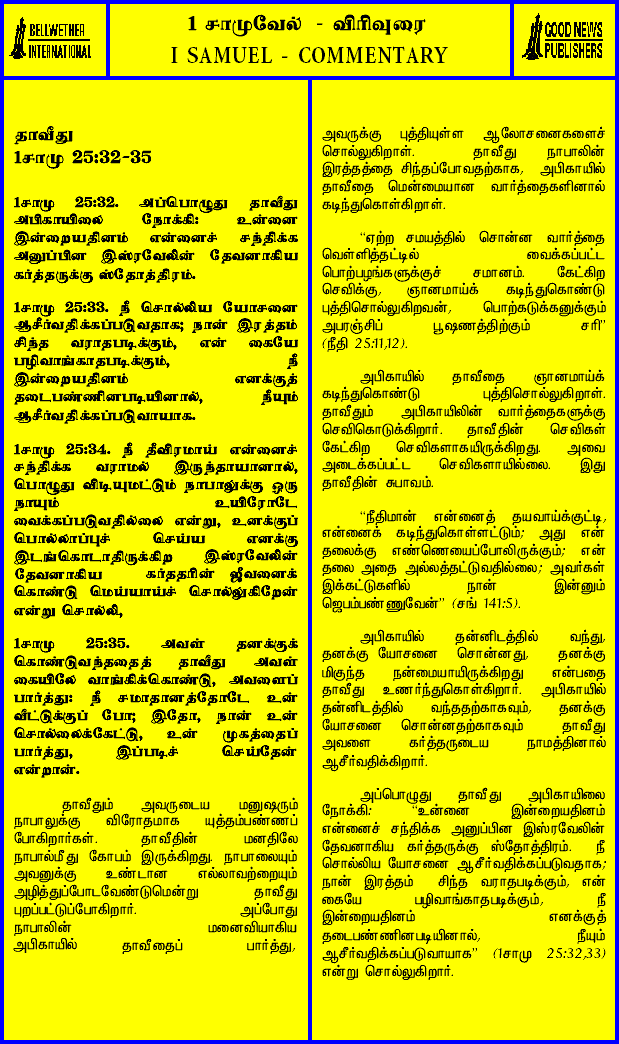 BELLWETHER
INTERNATIONAL
1 சாமுவேல் - விரிவுரை
I SAMUEL - COMMENTARY
GOOD NEWS
PUBLISHERS
தாவீது
1சாமு 25:32-35
1சாமு 25:32. அப்பொழுது தாவீது
அபிகாயிலை நோக்கி: உன்னை
இன்றையதினம் என்னைச் சந்திக்க
அனுப்பின இஸ்ரவேலின் தேவனாகிய
கர்த்தருக்கு ஸ்தோத்திரம்.
1சாமு 25:33. நீ சொல்லிய யோசனை
ஆசீர்வதிக்கப்படுவதாக; நான் இரத்தம்
சிந்த வராதபடிக்கும், என் கையே
பழிவாங்காதபடிக்கும், நீ
இன்றையதினம் எனக்குத்
தடைபண்ணினபடியினால், நீயும்
ஆசீர்வதிக்கப்படுவாயாக.
1சாமு 25:34. நீ தீவிரமாய் என்னைச்
சந்திக்க வராமல் இருந்தாயானால்,
பொழுது விடியுமட்டும் நாபாலுக்கு ஒரு
நாயும் உயிரோடே
வைக்கப்படுவதில்லை என்று, உனக்குப்
பொல்லாப்புச் செய்ய எனக்கு
இடங்கொடாதிருக்கிற இஸ்ரவேலின்
தேவனாகிய கர்ததரின் ஜீவனைக்
கொண்டு மெய்யாய்ச் சொல்லுகிறேன்
என்று சொல்லி,
1சாமு 25:35. அவள் தனக்குக்
கொண்டுவந்ததைத் தாவீது அவள்
கையிலே வாங்கிக்கொண்டு, அவளைப்
பார்த்து: நீ சமாதானத்தோடே உன்
வீட்டுக்குப் போ; இதோ, நான் உன்
சொல்லைக்கேட்டு, உன் முகத்தைப்
பார்த்து, இப்படிச் செய்தேன்
என்றான்.
தாவீதும் அவருடைய மனுஷரும்
நாபாலுக்கு விரோதமாக யுத்தம்பண்ணப்
போகிறார்கள். தாவீதின் மனதிலே
நாபால்மீது கோபம் இருக்கிறது. நாபாலையும்
அவனுக்கு உண்டான எல்லாவற்றையும்
அழித்துப்போடவேண்டுமென்று தாவீது
புறப்பட்டுப்போகிறார். அப்போது
நாபாலின் மனைவியாகிய
அபிகாயில் தாவீதைப் பார்த்து,
அவருக்கு புத்தியுள்ள ஆலோசனைகளைச்
சொல்லுகிறாள். தாவீது நாபாலின்
இரத்தத்தை சிந்தப்போவதற்காக, அபிகாயில்
தாவீதை மென்மையான வார்த்தைகளினால்
கடிந்துகொள்கிறாள்.
“ஏற்ற சமயத்தில் சொன்ன வார்த்தை
வெள்ளித்தட்டில் வைக்கப்பட்ட
பொற்பழங்களுக்குச் சமானம். கேட்கிற
செவிக்கு, ஞானமாய்க் கடிந்துகொண்டு
புத்திசொல்லுகிறவன், பொற்கடுக்கனுக்கும்
அபரஞ்சிப் பூஷணத்திற்கும் சரி”
(நீதி 25:11,12).
அபிகாயில் தாவீதை ஞானமாய்க்
கடிந்துகொண்டு புத்திசொல்லுகிறாள்.
தாவீதும் அபிகாயிலின் வார்த்தைகளுக்கு
செவிகொடுக்கிறார். தாவீதின் செவிகள்
கேட்கிற செவிகளாகயிருக்கிறது. அவை
அடைக்கப்பட்ட செவிகளாயில்லை. இது
தாவீதின் சுபாவம்.
“நீதிமான் என்னைத் தயவாய்க்குட்டி,
என்னைக் கடிந்துகொள்ளட்டும்; அது என்
தலைக்கு எண்ணெயைப்போலிருக்கும்; என்
தலை அதை அல்லத்தட்டுவதில்லை; அவர்கள்
இக்கட்டுகளில் நான் இன்னும்
ஜெபம்பண்ணுவேன்” (சங் 141:5).
அபிகாயில் தன்னிடத்தில் வந்து,
தனக்கு யோசனை சொன்னது, தனக்கு
மிகுந்த நன்மையாயிருக்கிறது என்பதை
தாவீது உணர்ந்துகொள்கிறார். அபிகாயில்
தன்னிடத்தில் வந்ததற்காகவும், தனக்கு
யோசனை சொன்னதற்காகவும் தாவீது
அவளை கர்த்தருடைய நாமத்தினால்
ஆசீர்வதிக்கிறார்.
அப்பொழுது தாவீது அபிகாயிலை
நோக்கி: “உன்னை இன்றையதினம்
என்னைச் சந்திக்க அனுப்பின இஸ்ரவேலின்
தேவனாகிய கர்த்தருக்கு ஸ்தோத்திரம். நீ
சொல்லிய யோசனை ஆசீர்வதிக்கப்படுவதாக;
நான் இரத்தம் சிந்த வராதபடிக்கும், என்
கையே பழிவாங்காதபடிக்கும், நீ
இன்றையதினம் எனக்குத்
தடைபண்ணினபடியினால், நீயும்
ஆசீர்வதிக்கப்படுவாயாக” (1சாமு 25:32,33)
என்று சொல்லுகிறார்.